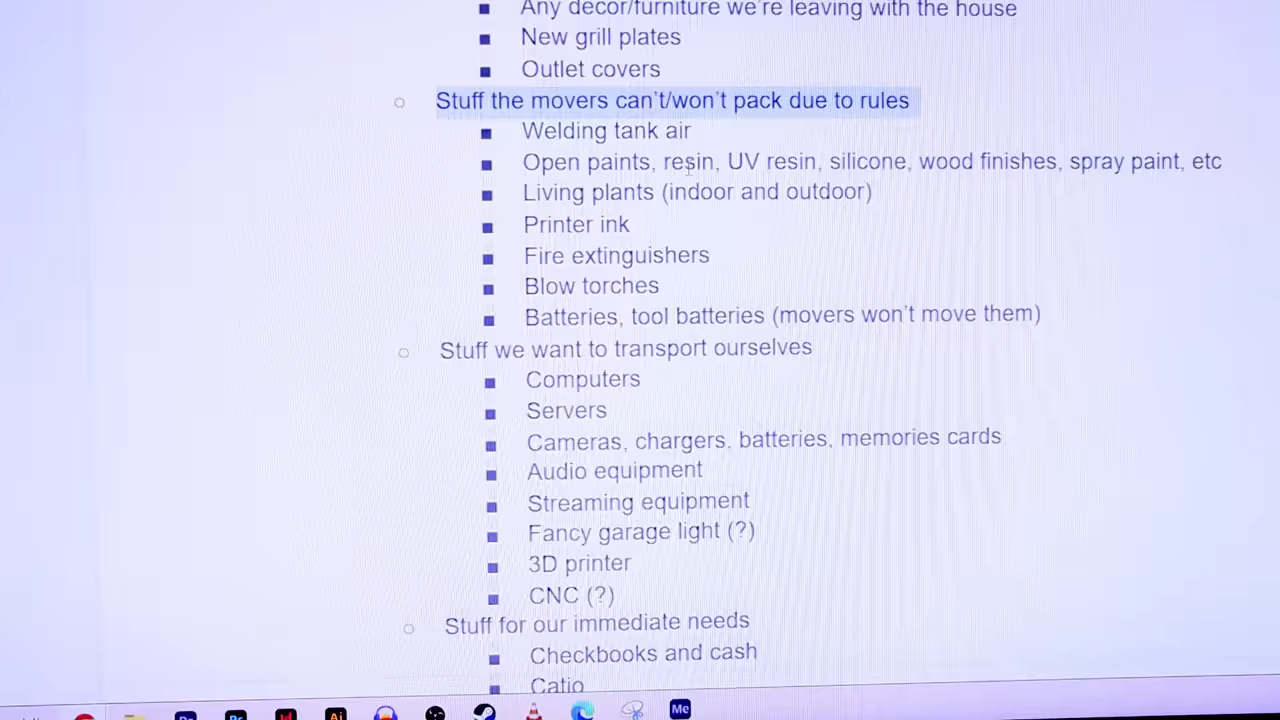 Any decor/furniture we're leaving with the house
New grill plates
Outlet covers
Stuff the movers can't/won't pack due to rules
Welding tank air
Open paints, resin, UV resin, silicone, wood finishes, spray paint, etc
Living plants (indoor and outdoor)
Printer ink
Fire extinguishers
Blow torches
Batteries, tool batteries (movers won't move them)
Stuff we want to transport ourselves
Computers
Servers
Cameras, chargers, batteries, memories cards
Audio equipment
Streaming equipment
Fancy garage light (?)
3D printer
CNC (?)
Stuff for our immediate needs
Checkbooks and cash
Catio
Ai
Me